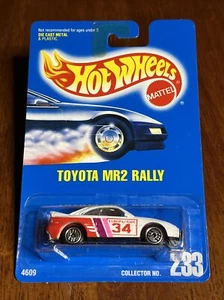 Not recommended for ages under 3
DIE CAST METAL
& PLASTIC
Hot Wheels
MATTEL
TOYOTA MR2 RALLY
34
4609
COLLECTOR NO.
233